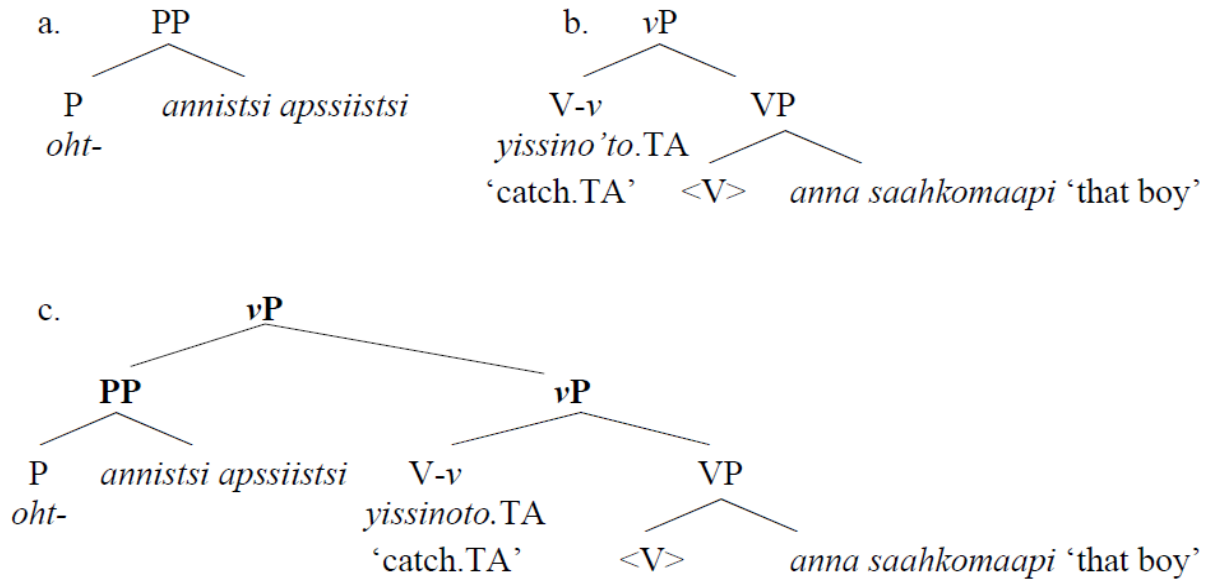 a. PP b. vP
P annistsi apssiistsi V-v VP
oht- yissino’to.TA
‘catch.TA’ <V> anna saahkomaapi ‘that boy’
c. vP
PP vP
P annistsi apssiistsi V-v VP
oht- yissinoto.TA
‘catch.TA’ <V> anna saahkomaapi ‘that boy’